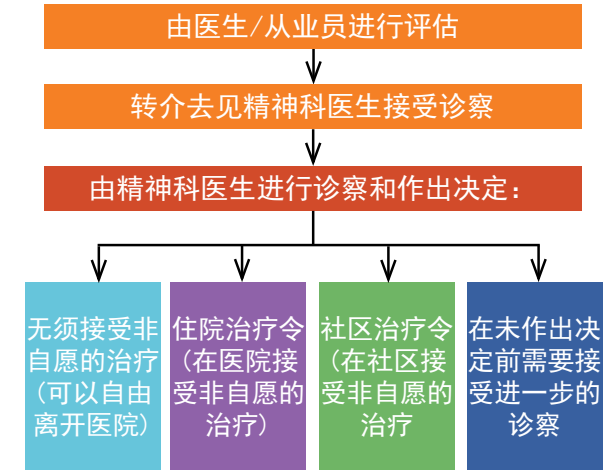 由医生/从业员进行评估
转介去见精神科医生接受诊察
由精神科医生进行诊察和作出决定：
无须接受非
自愿的治疗
(可以自由
离开医院)
住院治疗令
(在医院接
受非自愿的
治疗)
社区治疗令
(在社区接
受非自愿的
治疗
在未作出决
定前需要接
受进一步的
诊察